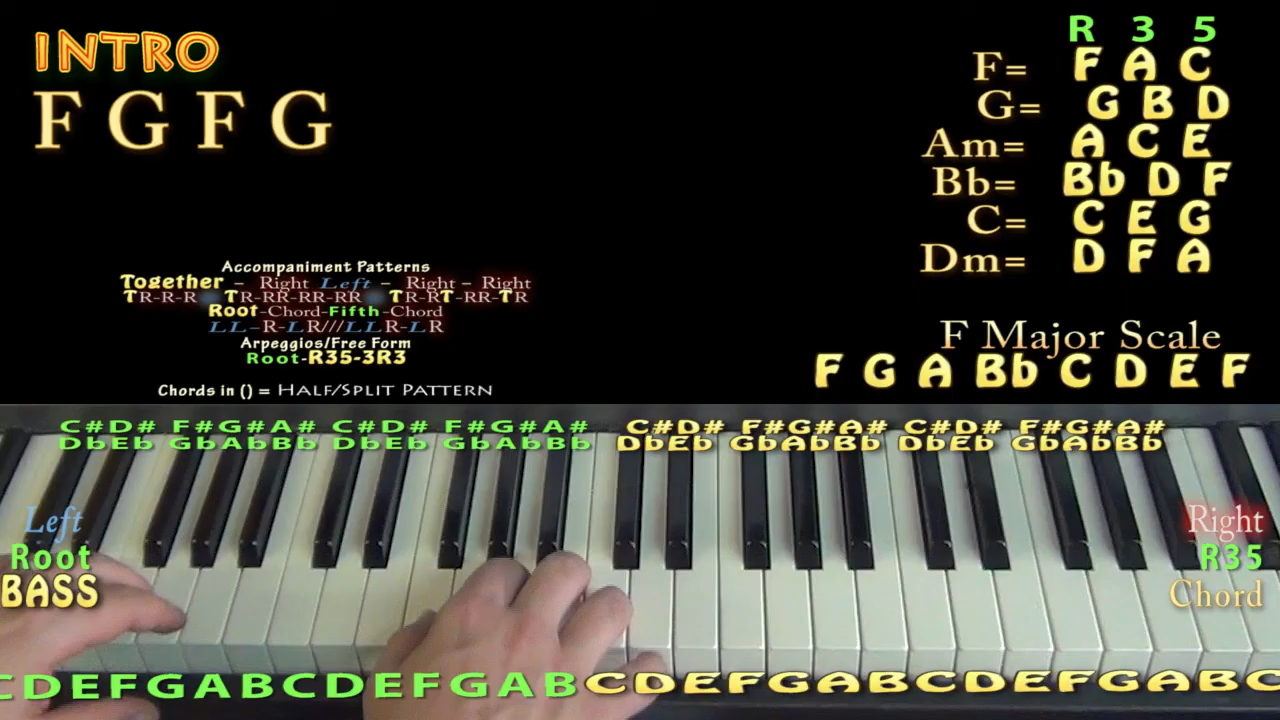 INTRO
F G F G
R 3 5
F= F A C
G= G B D
Am= A C E
Bb= Bb D F
C= C E G
Dm= D F A
Accompaniment Patterns
Together - Right Left - Right - Right
TR-R-R TR-RR-RR-RR TR-RT-RR-TR
Root-Chord-Fifth-Chord
LL-R-LR///LLR-LR
Arpeggios/Free Form
Root-R35-3R3
Chords in () = HALF/SPLIT PATTERN
F Major Scale
F G A Bb C D E F
C#D# F#G#A# C#D# F#G#A# C#D# F#G#A# C#D# F#G#A#
DbEb GbAbBb DbEb GbAbBb DbEb GbAbBb DbEb GbAbBb
Left
Root
BASS
Right
R35
Chord
CDEFGABCDEFGABCDEFGABCDEFGABC